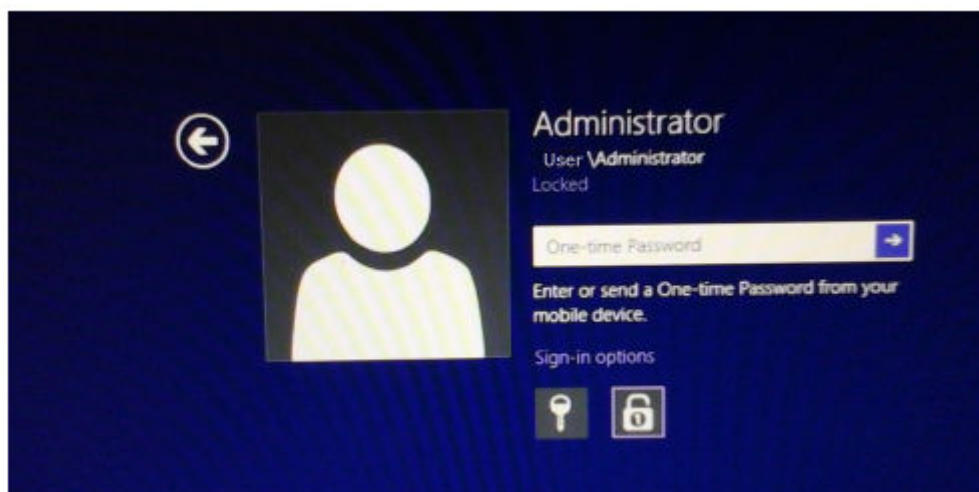 Administrator
User \Administrator
Locked
One-time Password
Enter or send a One-time Password from your
mobile device.
Sign-in options
1